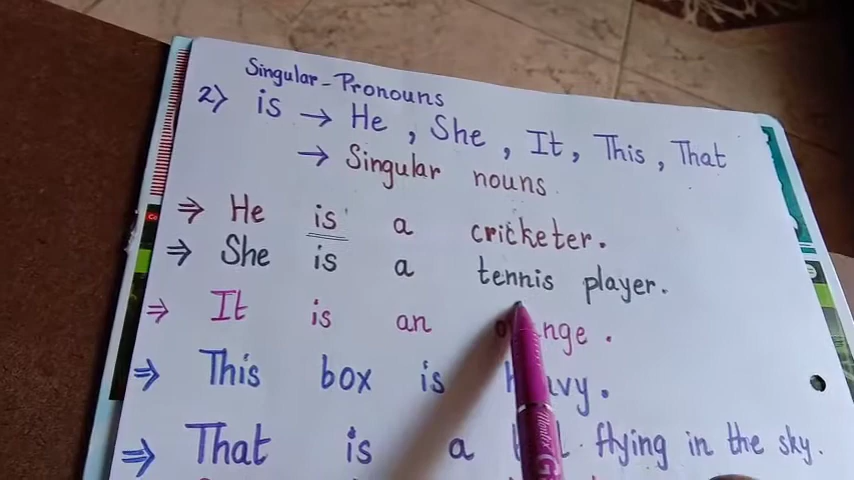 Singular - Pronouns
2) is → He, She, It, This, That
→ Singular nouns
⇒ He is a cricketer.
⇒ She is a tennis player.
⇒ It is an
⇒ This box is
⇒ That is a flying in the sky.